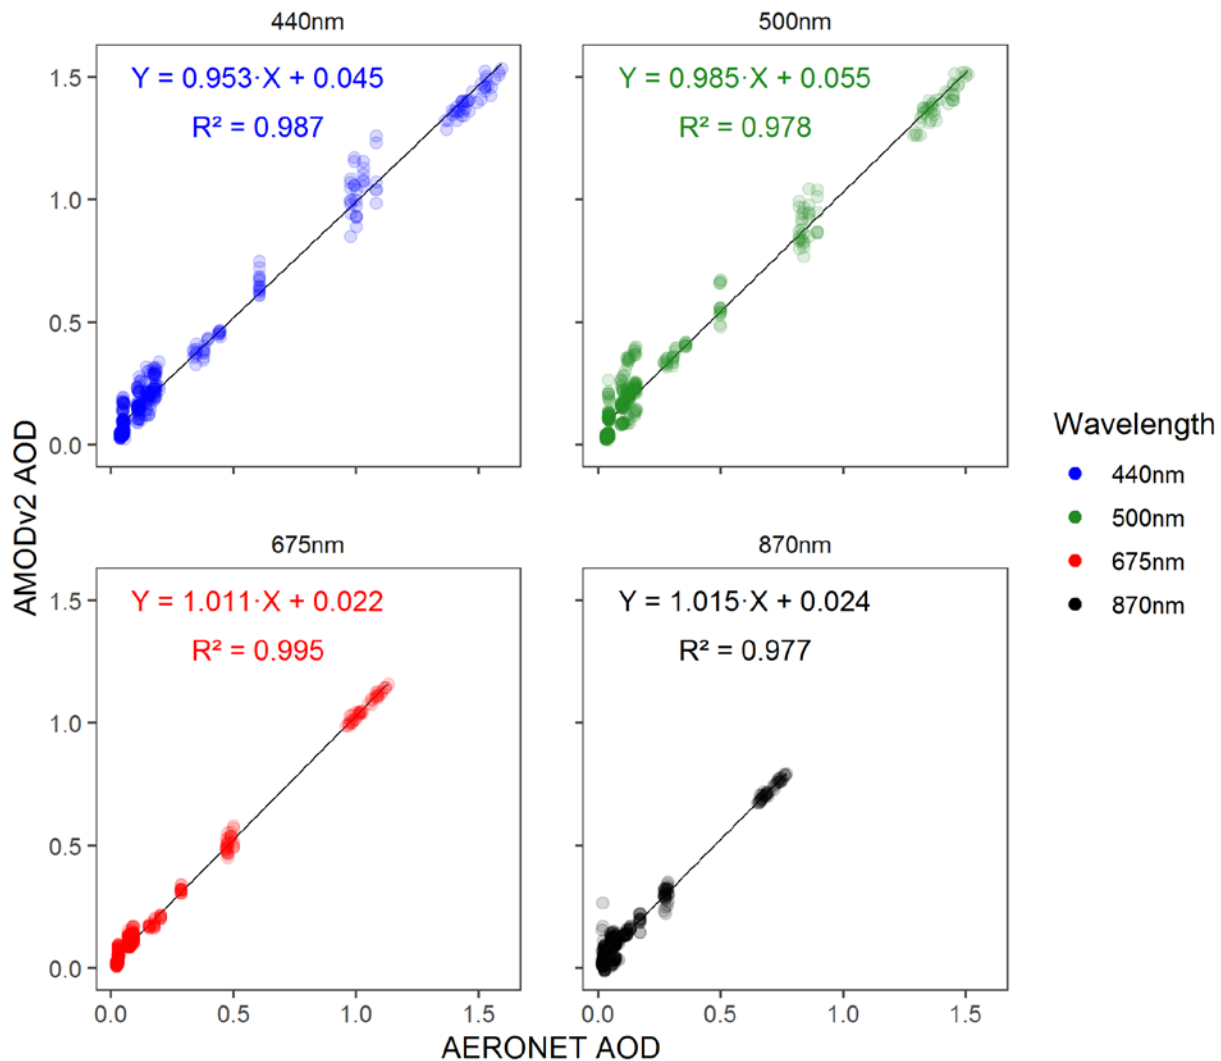 440nm
500nm
Y = 0.953·X + 0.045
R² = 0.987
Y = 0.985·X + 0.055
R² = 0.978
1.5
1.0
0.5
0.0
675nm
870nm
Y = 1.011·X + 0.022
R² = 0.995
Y = 1.015·X + 0.024
R² = 0.977
1.5
1.0
0.5
0.0
0.0 0.5 1.0 1.5
0.0 0.5 1.0 1.5
AMODv2 AOD
AERONET AOD
Wavelength
440nm
500nm
675nm
870nm